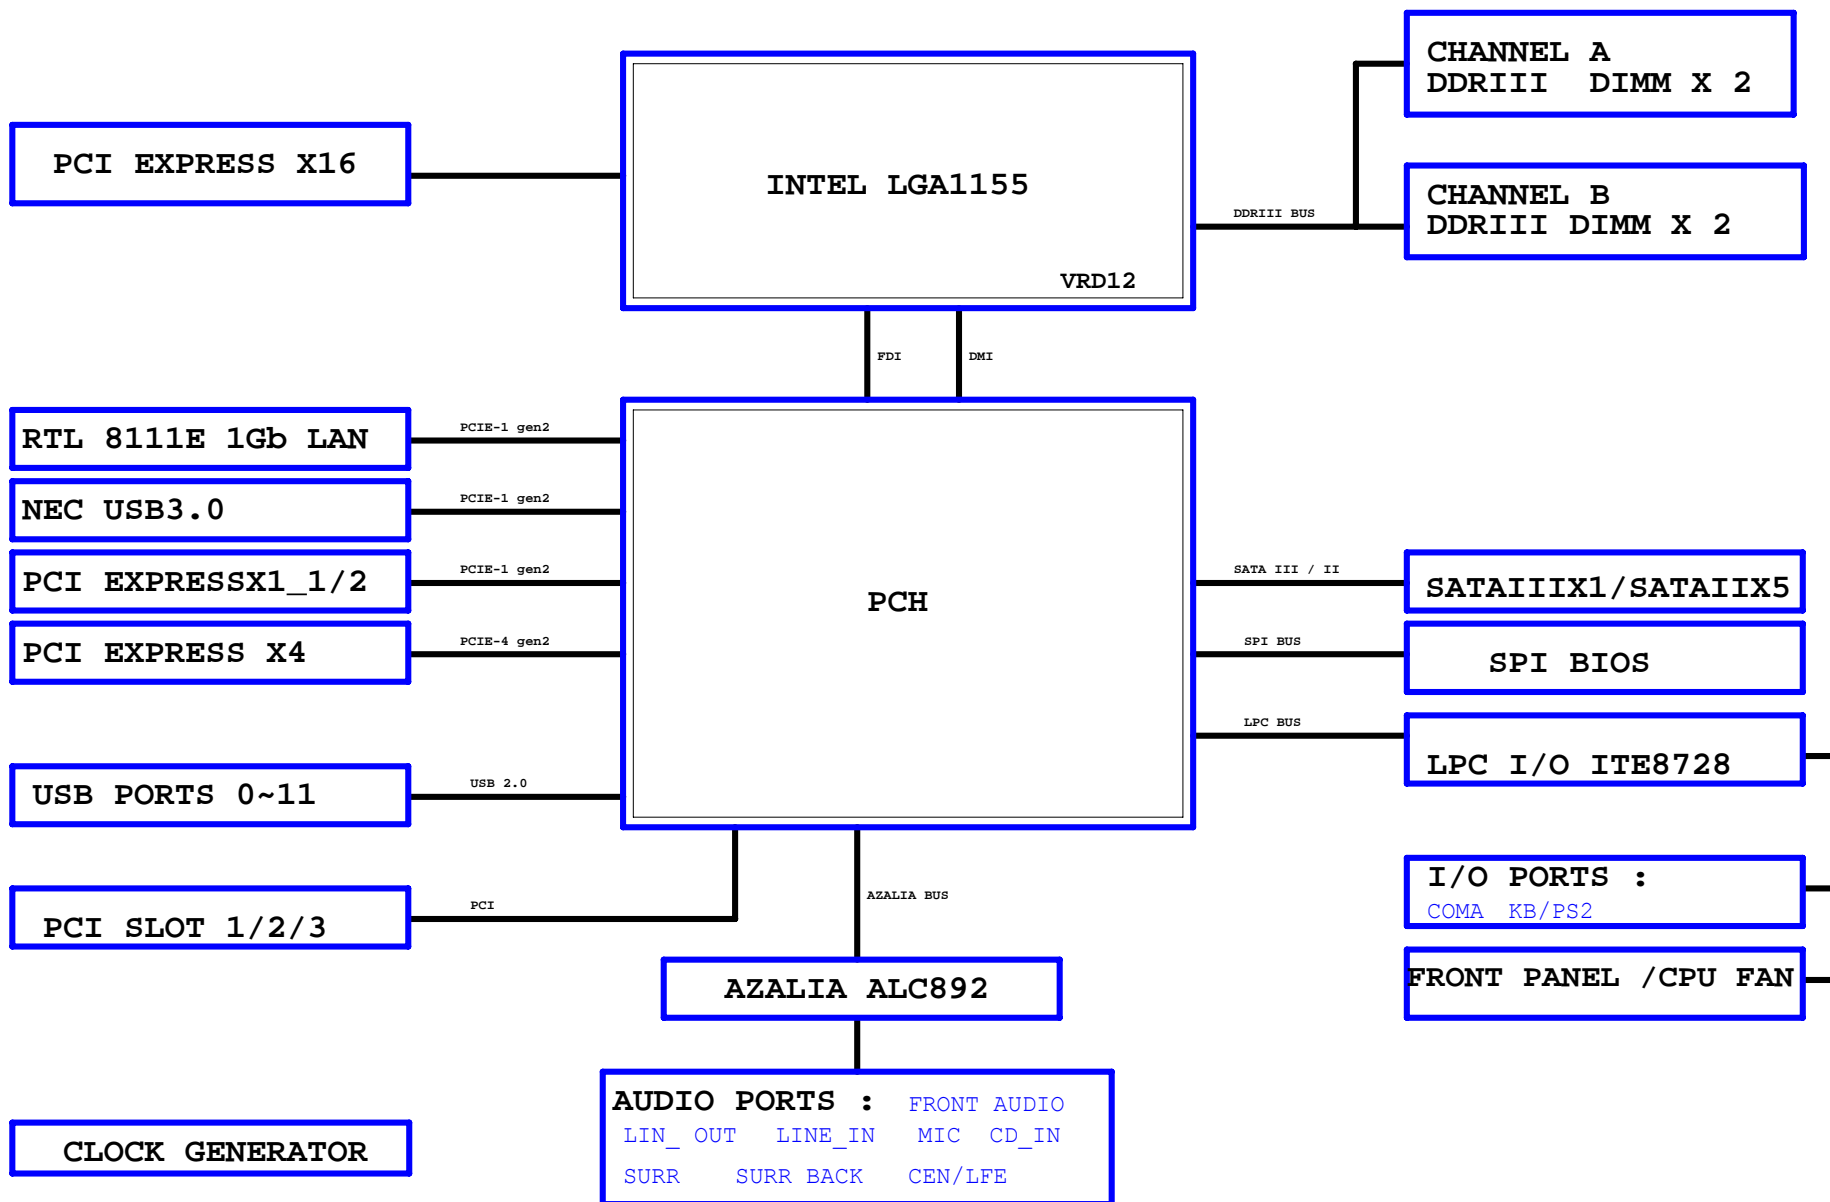 CHANNEL A
DDRIII DIMM X 2
PCI EXPRESS X16
INTEL LGA1155
VRD12
DDRIII BUS
CHANNEL B
DDRIII DIMM X 2
FDI
DMI
RTL 8111E 1Gb LAN
PCIE-1 gen2
NEC USB3.0
PCIE-1 gen2
PCI EXPRESSX1_1/2
PCIE-1 gen2
PCI EXPRESS X4
PCIE-4 gen2
PCH
SATA III / II
SATAIIIX1/SATAIIX5
SPI BUS
SPI BIOS
LPC BUS
LPC I/O ITE8728
USB PORTS 0~11
USB 2.0
PCI SLOT 1/2/3
PCI
AZALIA BUS
I/O PORTS :
COMA KB/PS2
FRONT PANEL /CPU FAN
AZALIA ALC892
AUDIO PORTS : FRONT AUDIO
LIN_ OUT LINE_IN MIC CD_IN
SURR SURR BACK CEN/LFE
CLOCK GENERATOR